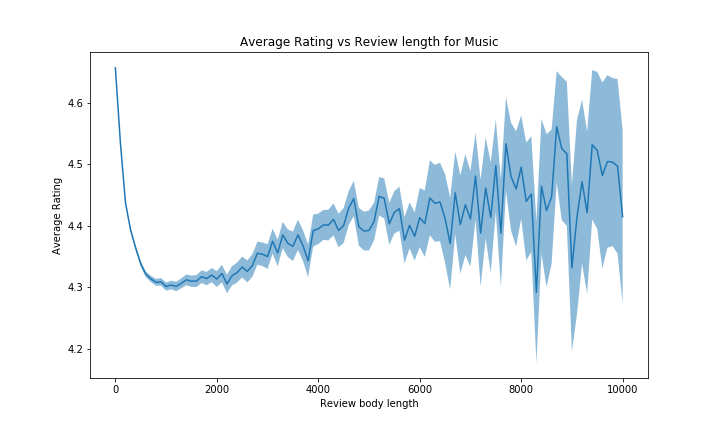 Average Rating vs Review length for Music
Average Rating
4.6
4.5
4.4
4.3
4.2
0 2000 4000 6000 8000 10000
Review body length